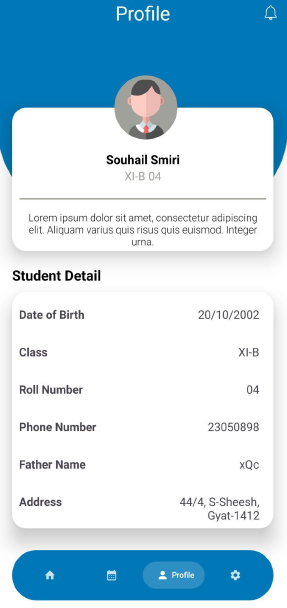 Profile
Souhail Smiri
XI-B 04
Lorem ipsum dolor sit amet, consectetur adipiscing
elit. Aliquam varius quis risus quis euismod. Integer
urna.
Student Detail
Date of Birth 20/10/2002
Class XI-B
Roll Number 04
Phone Number 23050898
Father Name xQc
Address 44/4, S-Sheesh,
Gyat-1412
Profile